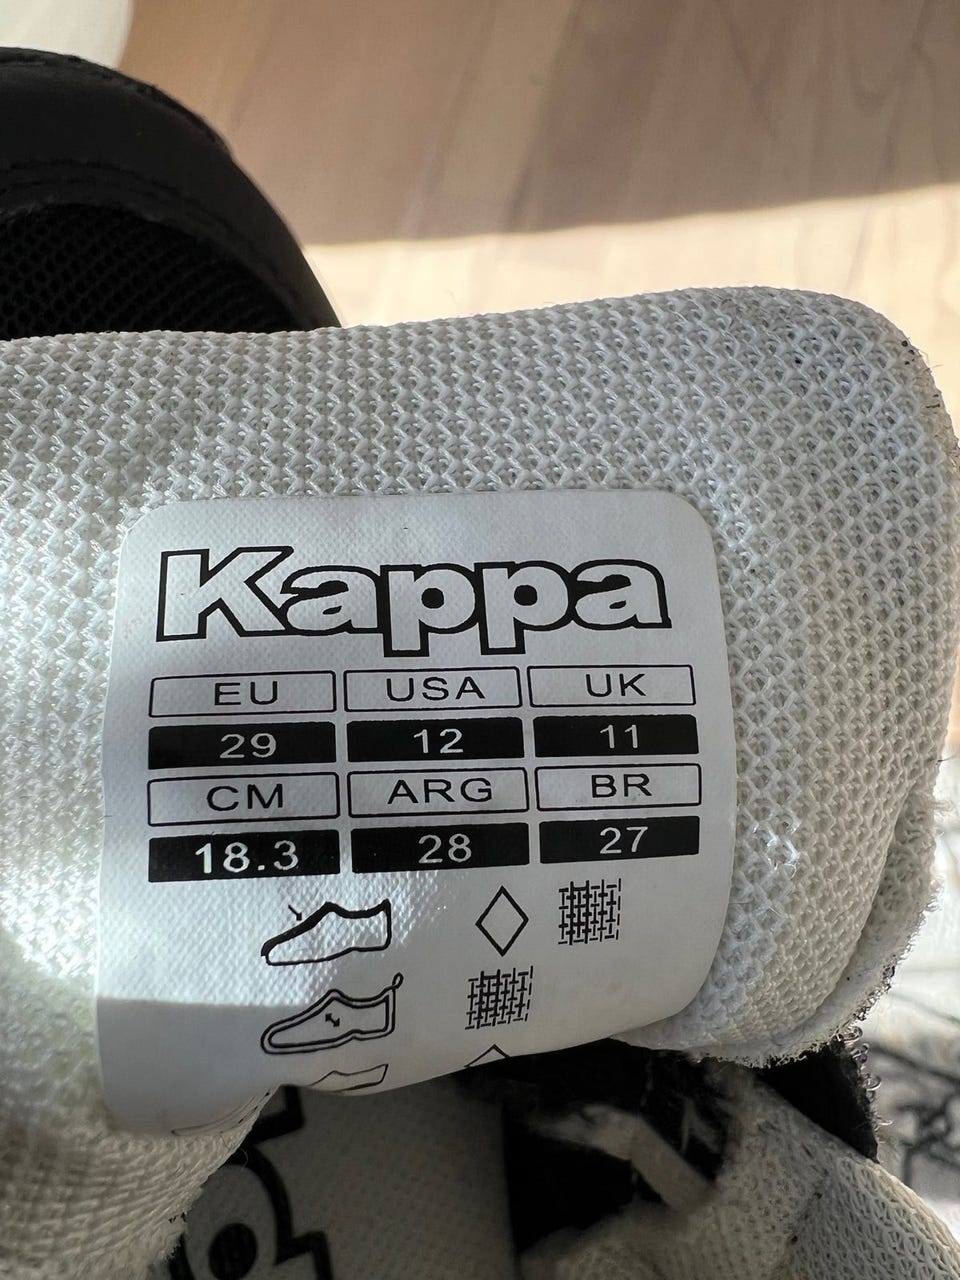 Kappa
EU USA UK
29 12 11
CM ARG BR
18.3 28 27